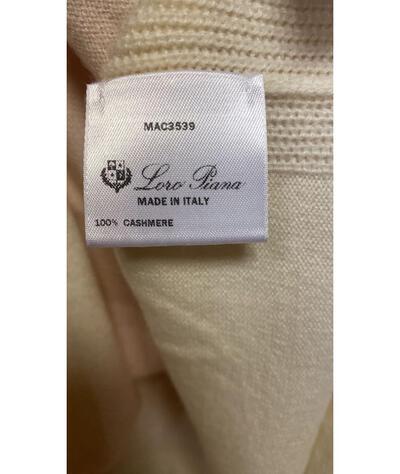 MAC3539
Loro Piana
MADE IN ITALY
100% CASHMERE